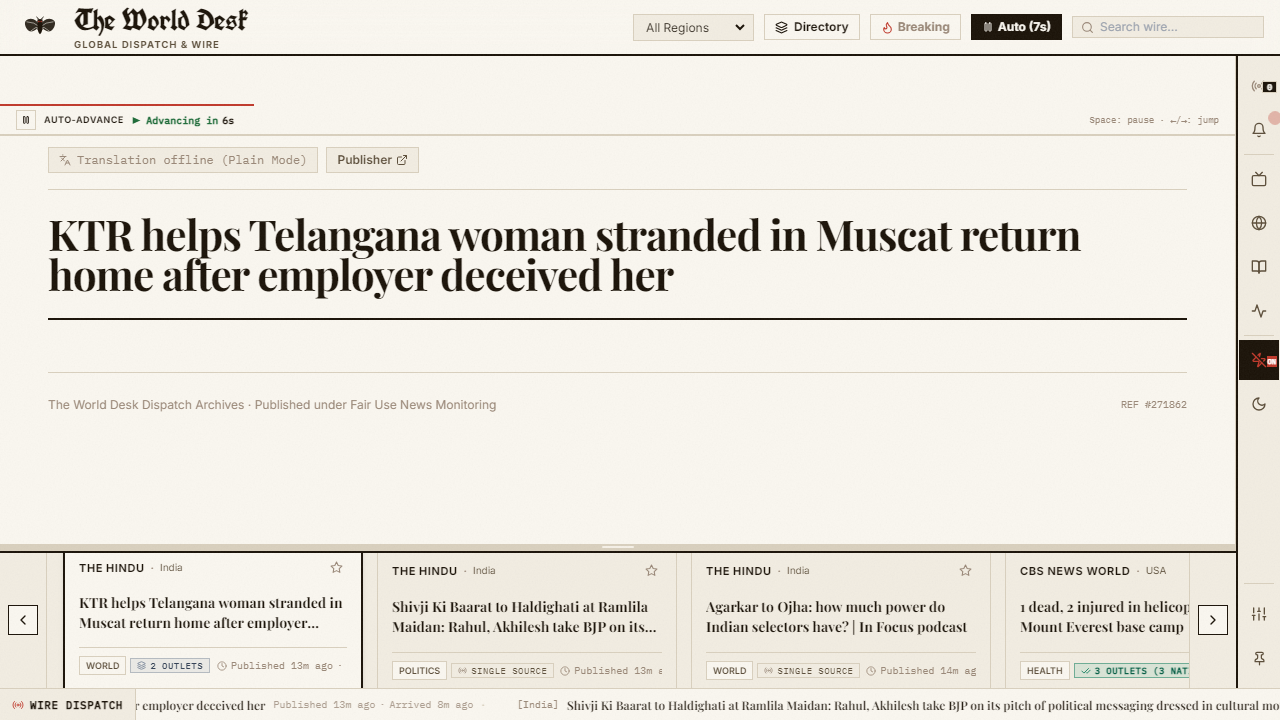 The World Desk
GLOBAL DISPATCH & WIRE
All Regions
Directory
Breaking
Auto (7s)
Search wire...
AUTO-ADVANCE ▶ Advancing in 6s
Space: pause · ←/→: jump
Translation offline (Plain Mode)
Publisher
KTR helps Telangana woman stranded in Muscat return
home after employer deceived her
The World Desk Dispatch Archives · Published under Fair Use News Monitoring
REF #271862
THE HINDU · India
KTR helps Telangana woman stranded in
Muscat return home after employer...
WORLD
2 OUTLETS
Published 13m ago ·
THE HINDU · India
Shivji Ki Baarat to Haldighati at Ramlila
Maidan: Rahul, Akhilesh take BJP on its...
POLITICS
SINGLE SOURCE
Published 13m a
THE HINDU · India
Agarkar to Ojha: how much power do
Indian selectors have? | In Focus podcast
WORLD
SINGLE SOURCE
Published 14m ag
CBS NEWS WORLD · USA
1 dead, 2 injured in helicop
Mount Everest base camp
HEALTH
3 OUTLETS (3 NAT
0
ON
WIRE DISPATCH
r employer deceived her Published 13m ago · Arrived 8m ago · [India] Shivji Ki Baarat to Haldighati at Ramlila Maidan: Rahul, Akhilesh take BJP on its pitch of political messaging dressed in cultural mo